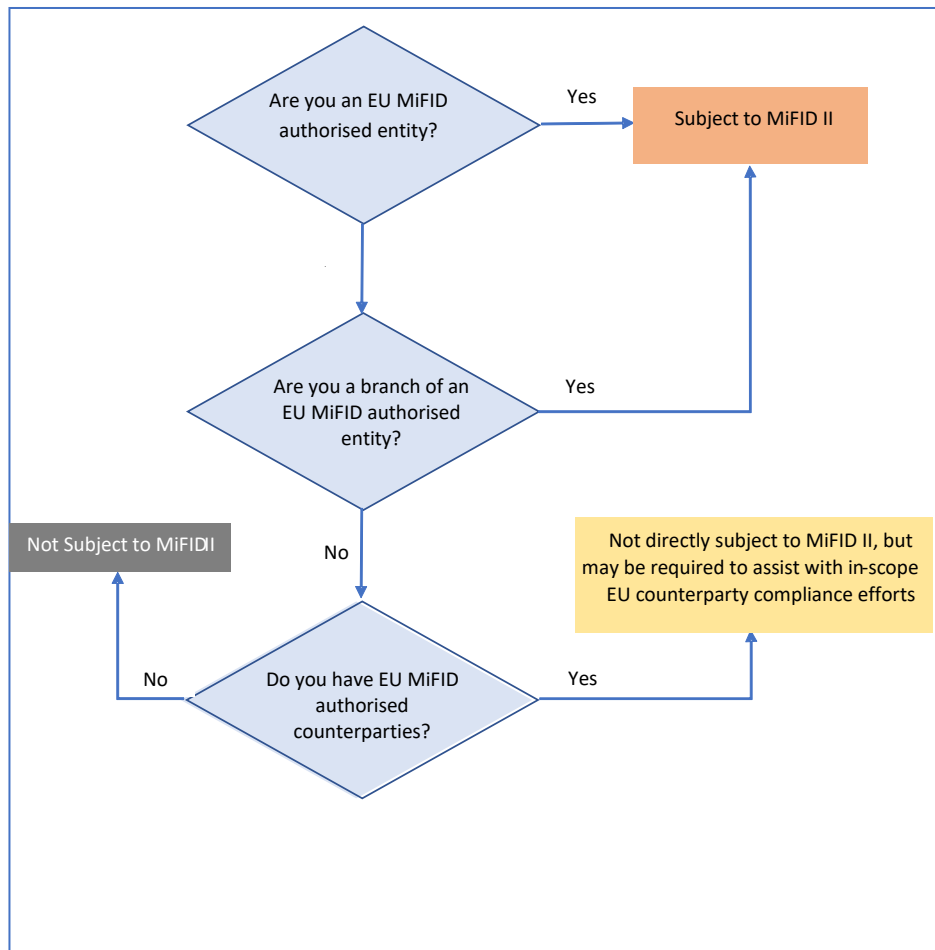 Are you an EU MiFID
authorised entity?
Yes
Subject to MiFID II
Are you a branch of an
EU MiFID authorised
entity?
Yes
Not Subject to MiFIDII
No
Not directly subject to MiFID II, but
may be required to assist with in-scope
EU counterparty compliance efforts
No
Do you have EU MiFID
authorised
counterparties?
Yes